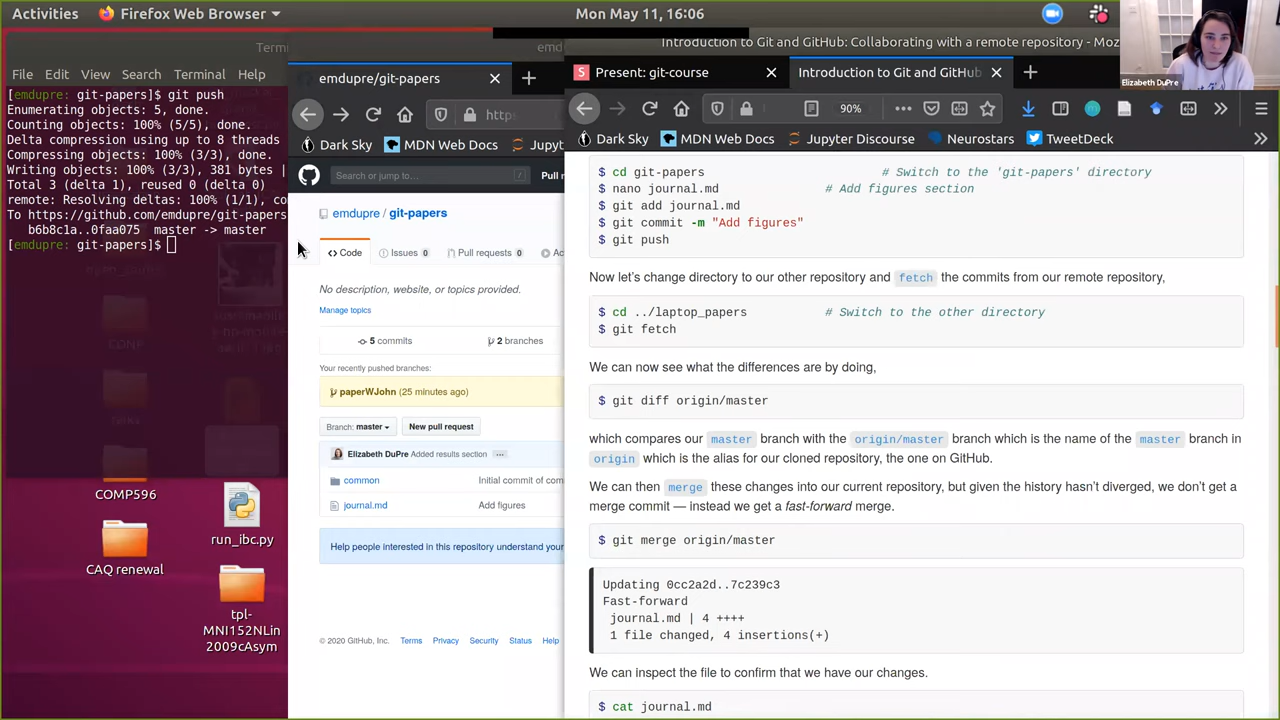 Activities Firefox Web Browser Mon May 11, 16:06
Elizabeth DuPre
Termi
File Edit View Search Terminal Help
[emdupre: git-papers]$ git push
Enumerating objects: 5, done.
Counting objects: 100% (5/5), done.
Delta compression using up to 8 threads
Compressing objects: 100% (3/3), done.
Writing objects: 100% (3/3), 381 bytes |
Total 3 (delta 1), reused 0 (delta 0)
remote: Resolving deltas: 100% (1/1), co
To https://github.com/emdupre/git-papers
b6b8c1a..0faa075 master -> master
[emdupre: git-papers]$
COMP596
run_ibc.py
CAQ renewal
tpl-
MNI152NLin
2009cAsym
emd
emdupre/git-papers
https:
Dark Sky MDN Web Docs Jupyt
Search or jump to... / Pull r
emdupre / git-papers
Code Issues 0 Pull requests 0 Ac
No description, website, or topics provided.
Manage topics
5 commits 2 branches
Your recently pushed branches:
paperWJohn (25 minutes ago)
Branch: master New pull request
Elizabeth DuPre Added results section ...
common Initial commit of com
journal.md Add figures
Help people interested in this repository understand your
© 2020 GitHub, Inc. Terms Privacy Security Status Help
Introduction to Git and GitHub: Collaborating with a remote repository - Moz
Present: git-course Introduction to Git and GitHub
90%
Dark Sky MDN Web Docs Jupyter Discourse Neurostars TweetDeck
$ cd git-papers # Switch to the 'git-papers' directory
$ nano journal.md # Add figures section
$ git add journal.md
$ git commit -m "Add figures"
$ git push
Now let’s change directory to our other repository and fetch the commits from our remote repository,
$ cd ../laptop_papers # Switch to the other directory
$ git fetch
We can now see what the differences are by doing,
$ git diff origin/master
which compares our master branch with the origin/master branch which is the name of the master branch in
origin which is the alias for our cloned repository, the one on GitHub.
We can then merge these changes into our current repository, but given the history hasn’t diverged, we don’t get a
merge commit — instead we get a fast-forward merge.
$ git merge origin/master
Updating 0cc2a2d..7c239c3
Fast-forward
journal.md | 4 ++++
1 file changed, 4 insertions(+)
We can inspect the file to confirm that we have our changes.
$ cat journal.md